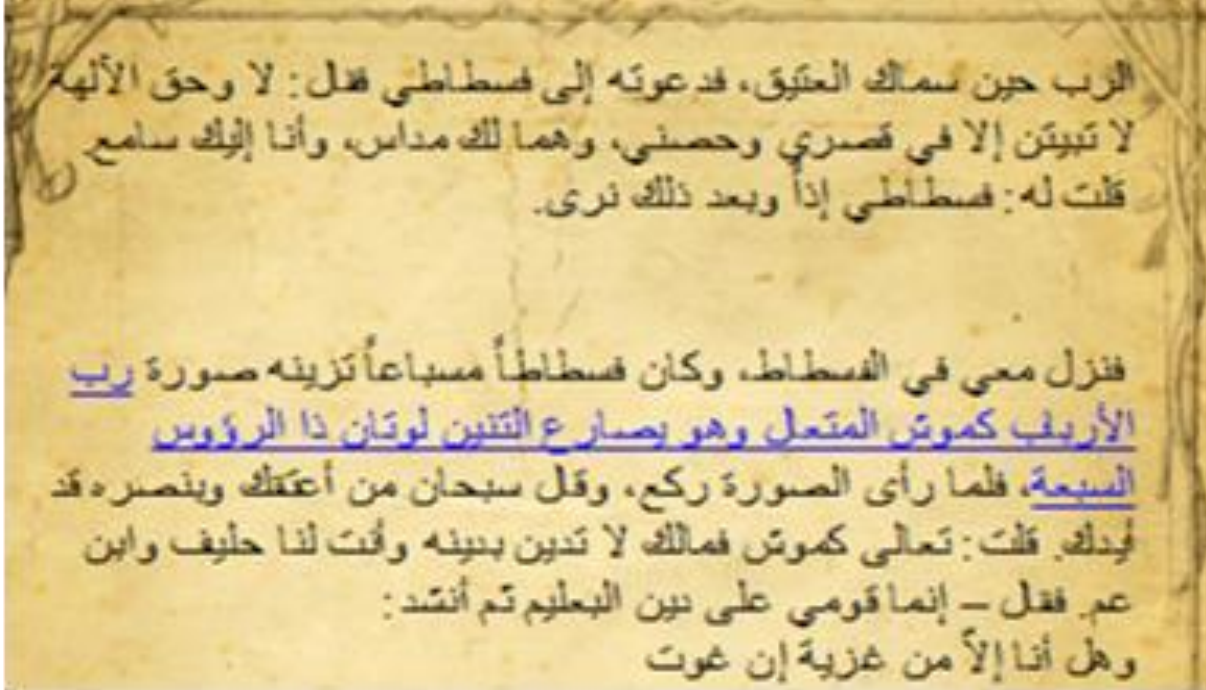 الرب حين سماك العتيق، فدعوته إلى فسطاطي فقال: لا وحق الألهة
لا تبيتن إلا في قصري وحصني، وهما لك مداس، وأنا إليك سامع.
قلت له: فسطاطي إذاً وبعد ذلك نرى.
فنزل معي في الفسطاط، وكان فسطاطاً مسباعاً تزينه صورة رب
الأرباب كموش المتعال وهو يصارع التنين لوتان ذا الرؤوس
السبعة، فلما رأى الصورة ركع، وقال سبحان من أعتقك وبنصره قد
أيدك. قلت: تعالى كموش فمالك لا تدين بدينه وأنت لنا حليف وابن
عم. فقال – إنما قومي على دين البعليم ثم أنشد:
وهل أنا إلاّ من غزية إن غوت